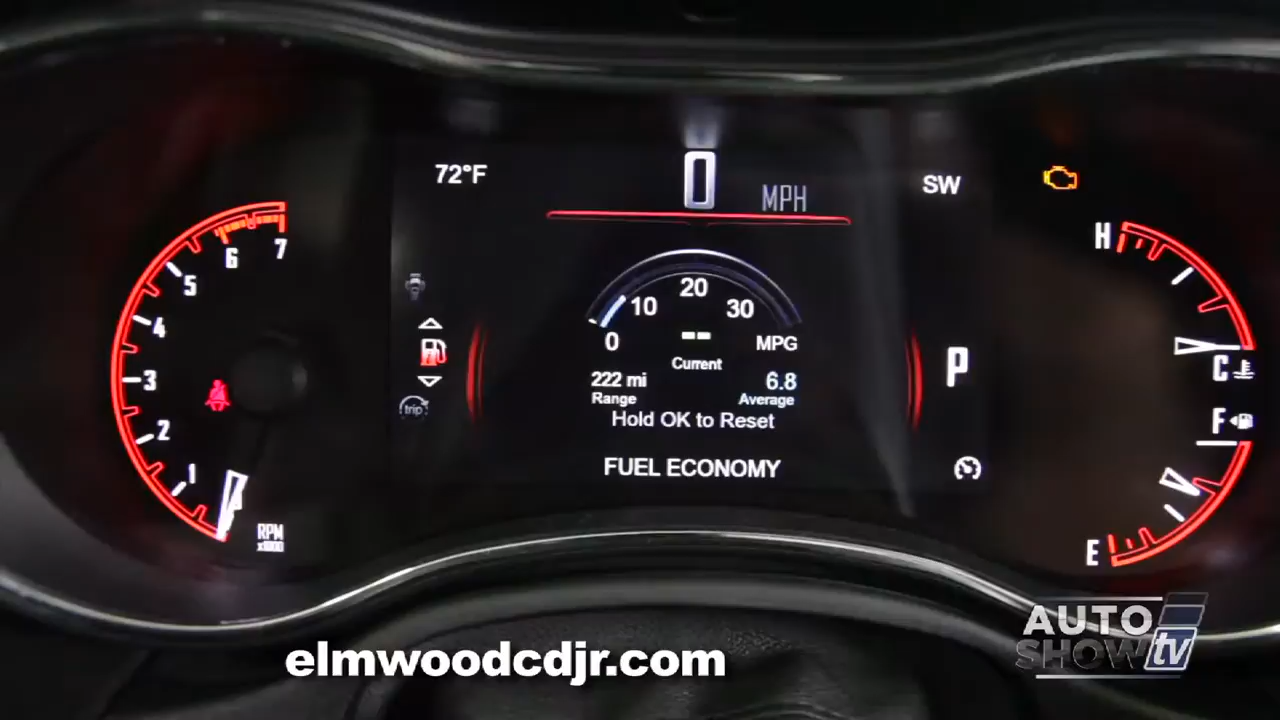 72°F
0 MPH
SW
7
6
5
4
3
2
1
RPM
x1000
10 20 30
0 -- MPG
Current
222 mi 6.8
Range Average
Hold OK to Reset
FUEL ECONOMY
trip
P
H
C
F
E
elmwoodcdjr.com
AUTO
SHOW tv